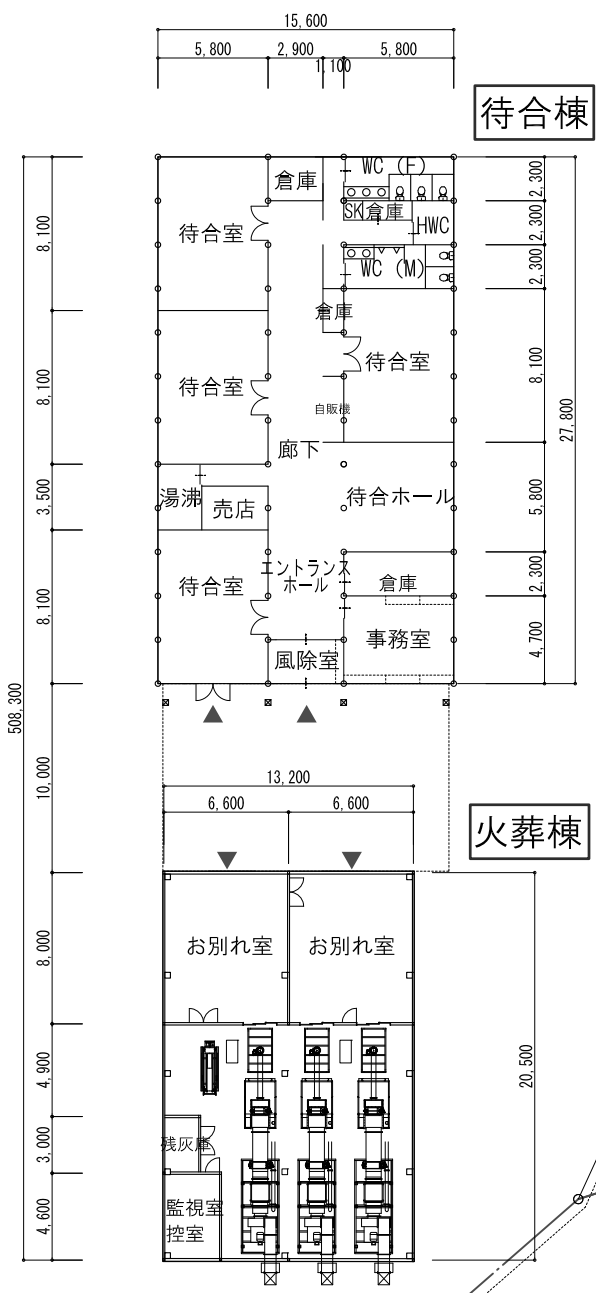 15,600
5,800 2,900 5,800
1,100
待合棟
WC (F)
倉庫
2,300
SK 倉庫
HWC
2,300
待合室
8,100
WC (M)
2,300
倉庫
待合室
待合室
8,100
8,100
自販機
27,800
廊下
湯沸
売店
待合ホール
3,500
5,800
エントランス
ホール
待合室
倉庫
2,300
8,100
風除室
事務室
4,700
508,300
10,000
13,200
6,600 6,600
火葬棟
お別れ室 お別れ室
8,000
20,500
4,900
残灰庫
3,000
監視室
控室
4,600